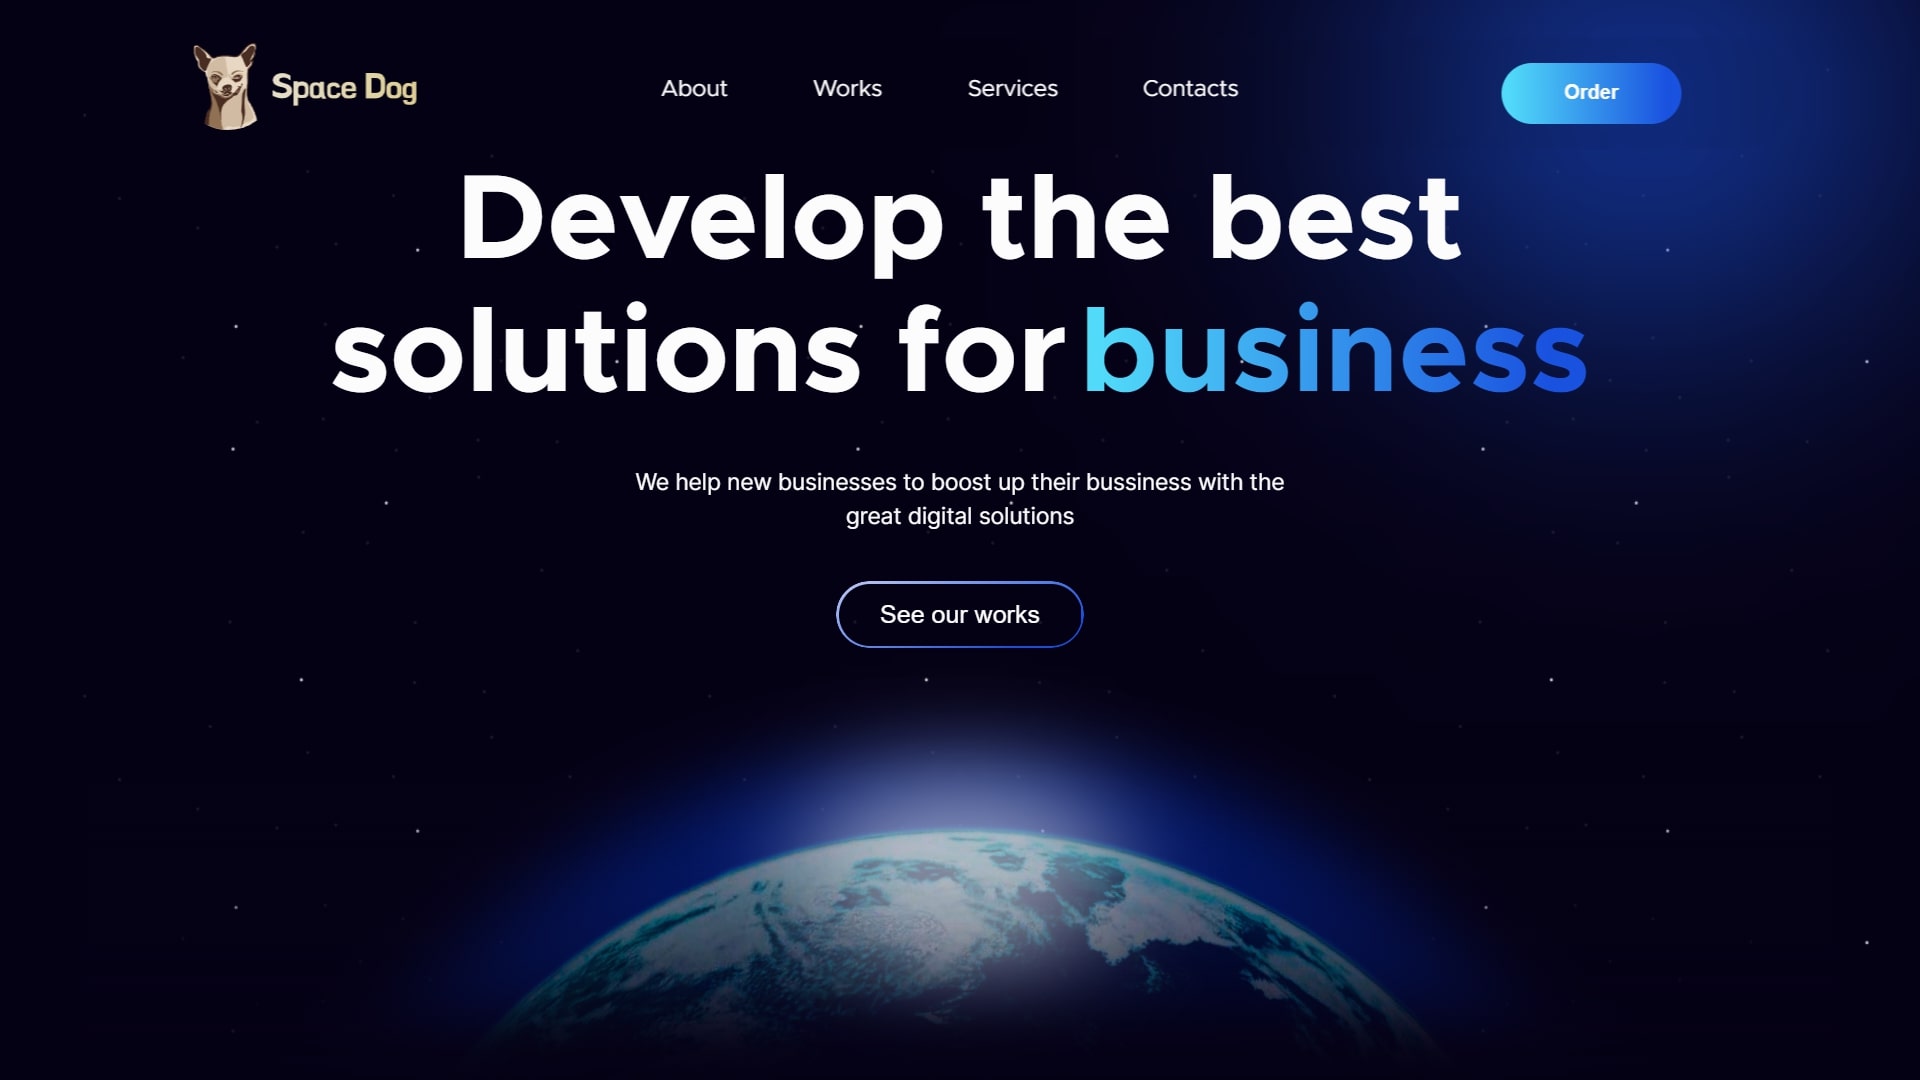 Space Dog
About
Works
Services
Contacts
Order
Develop the best
solutions for business
We help new businesses to boost up their bussiness with the
great digital solutions
See our works